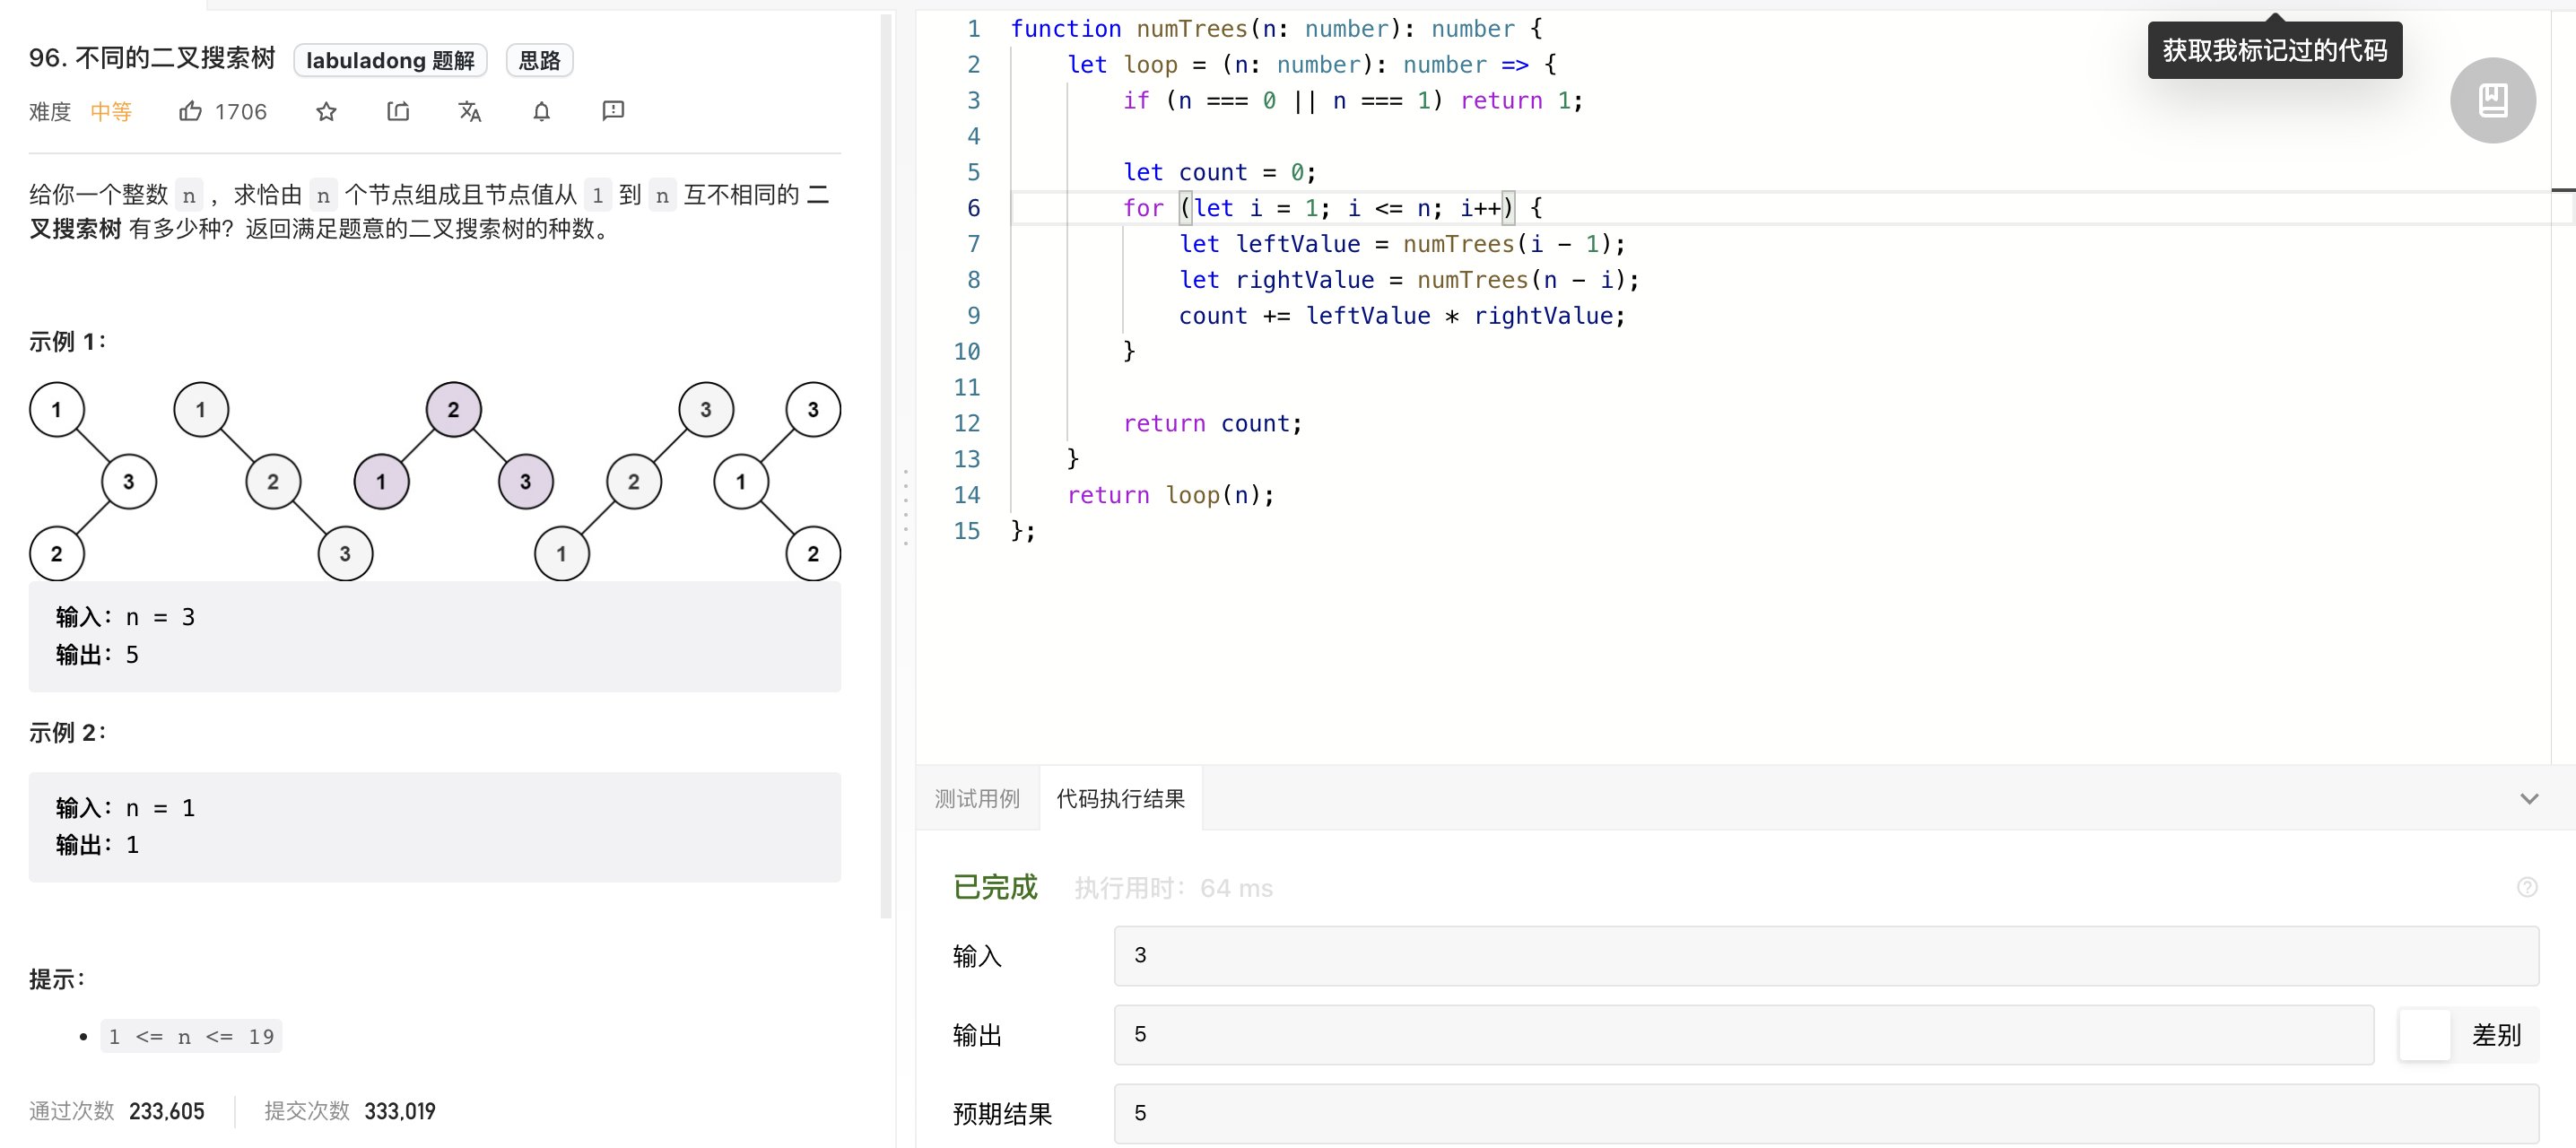 96. 不同的二叉搜索树 labuladong 题解 思路
难度 中等 1706
给你一个整数 n ，求恰由 n 个节点组成且节点值从 1 到 n 互不相同的 二
叉搜索树 有多少种？返回满足题意的二叉搜索树的种数。
示例 1：
1 1 2 3 3
3 2 1 3 2 1
2 3 1 2
输入：n = 3
输出：5
示例 2：
输入：n = 1
输出：1
提示：
• 1 <= n <= 19
通过次数 233,605 提交次数 333,019
1 function numTrees(n: number): number {
2     let loop = (n: number): number => {
3         if (n === 0 || n === 1) return 1;
4
5         let count = 0;
6         for (let i = 1; i <= n; i++) {
7             let leftValue = numTrees(i - 1);
8             let rightValue = numTrees(n - i);
9             count += leftValue * rightValue;
10         }
11
12         return count;
13     }
14     return loop(n);
15 };
获取我标记过的代码
测试用例 代码执行结果
已完成 执行用时：64 ms
输入 3
输出 5 差别
预期结果 5